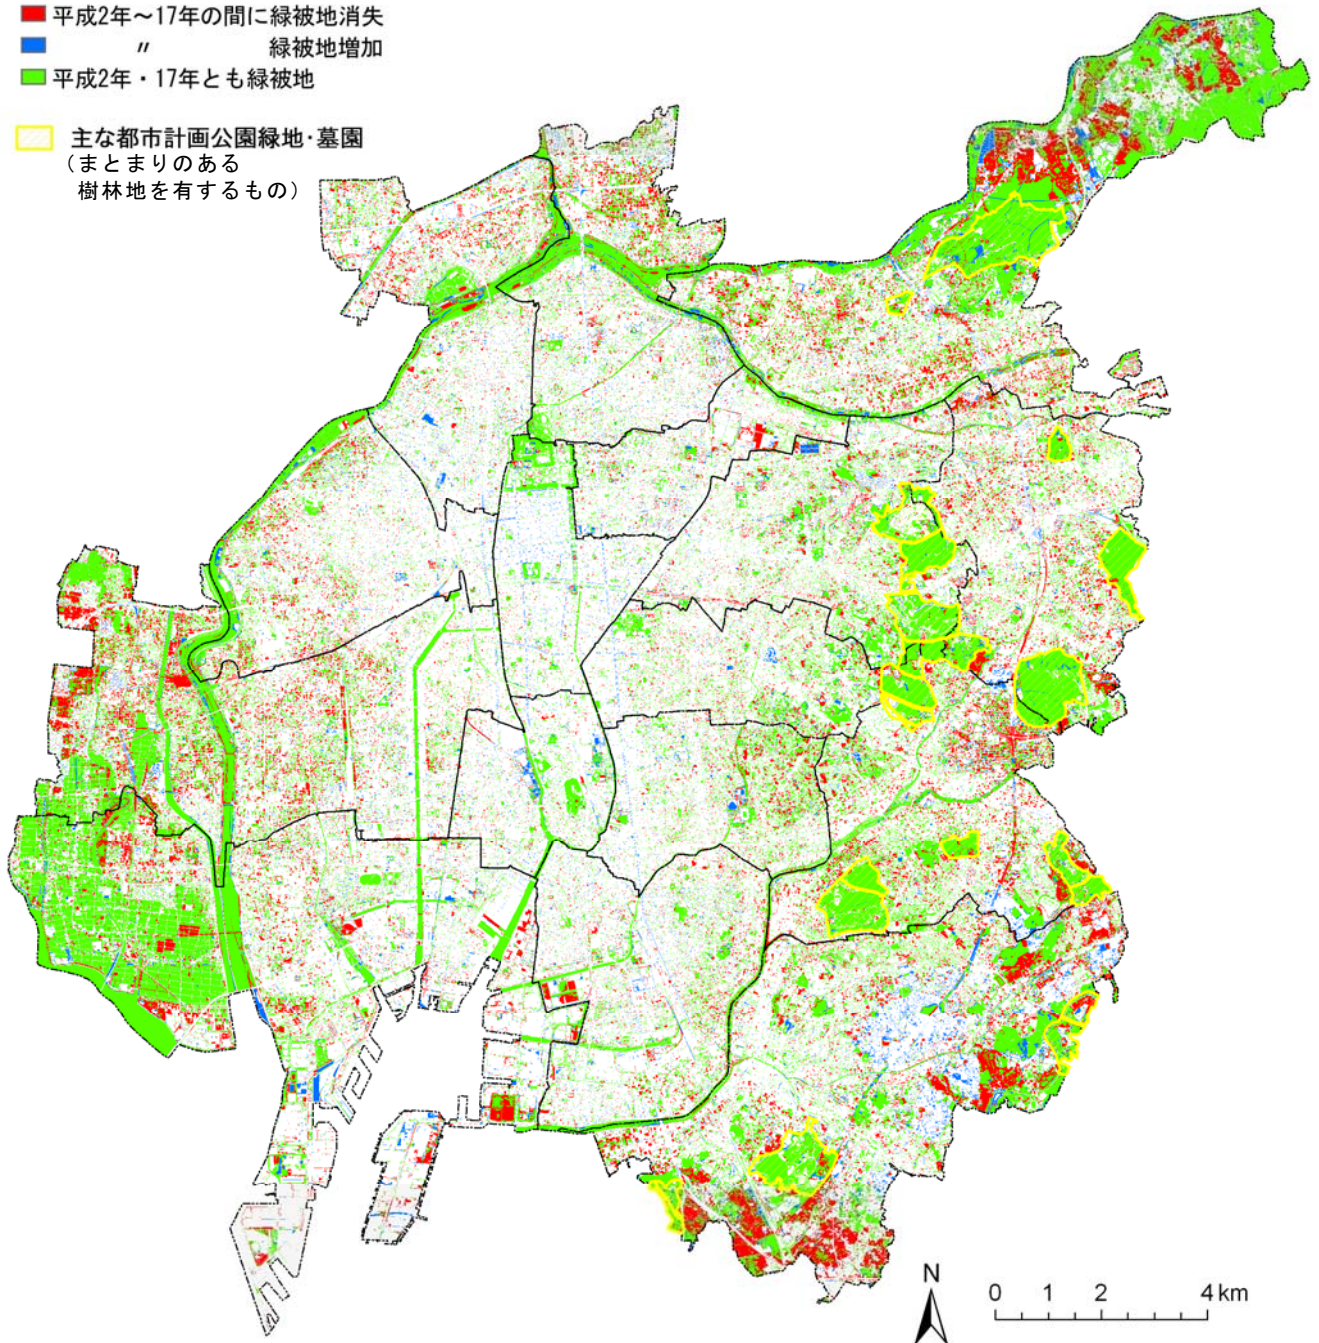 平成2年～17年の間に緑被地消失
〃 緑被地増加
平成2年・17年とも緑被地
主な都市計画公園緑地・墓園
（まとまりのある
樹林地を有するもの）
N
0 1 2 4km